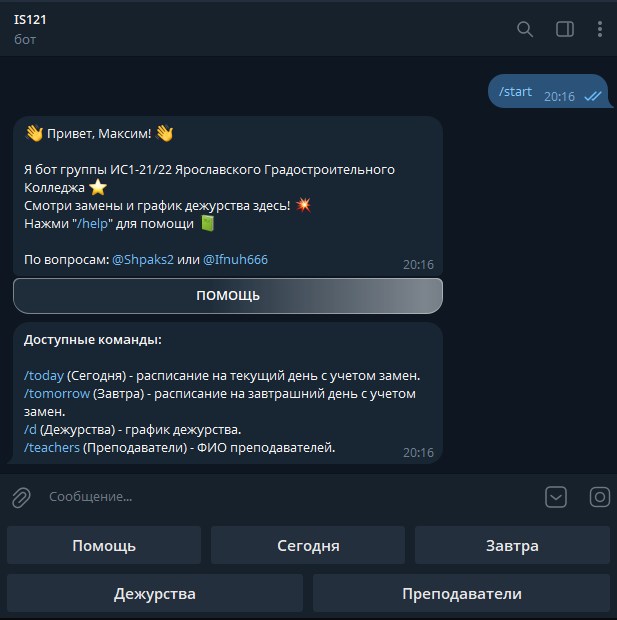 IS121
бот
/start 20:16
👋 Привет, Максим! 👋
Я бот группы ИС1-21/22 Ярославского Градостроительного
Колледжа ⭐
Смотри замены и график дежурства здесь! 💥
Нажми "/help" для помощи 📗
По вопросам: @Shpaks2 или @Ifnuh666
20:16
ПОМОЩЬ
Доступные команды:
/today (Сегодня) - расписание на текущий день с учетом замен.
/tomorrow (Завтра) - расписание на завтрашний день с учетом
замен.
/d (Дежурства) - график дежурства.
/teachers (Преподаватели) - ФИО преподавателей.
20:16
Сообщение...
Помощь Сегодня Завтра
Дежурства Преподаватели